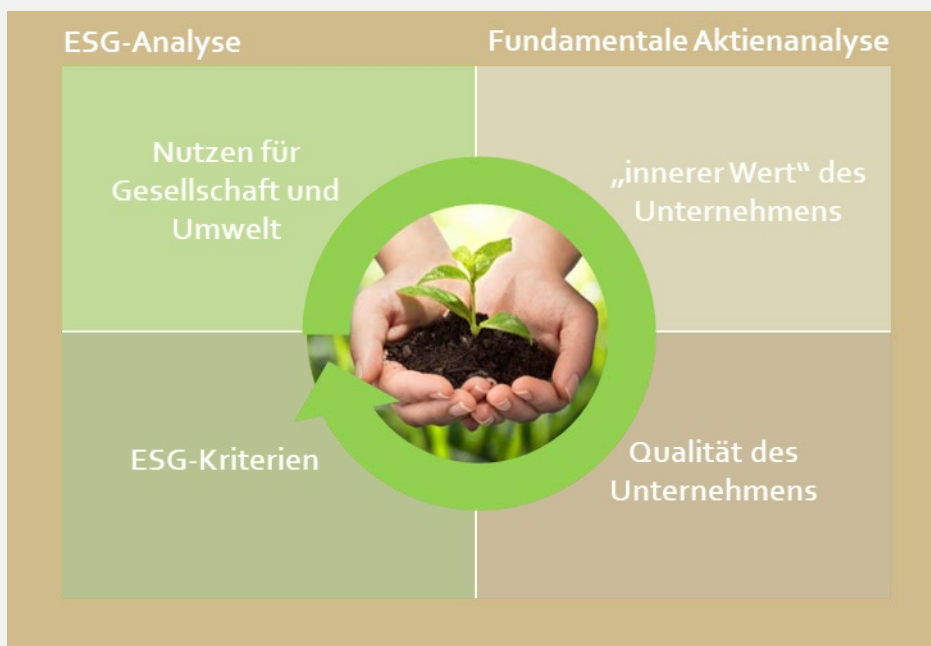 ESG-Analyse
Fundamentale Aktienanalyse
Nutzen für
Gesellschaft und
Umwelt
„innerer Wert“ des
Unternehmens
ESG-Kriterien
Qualität des
Unternehmens